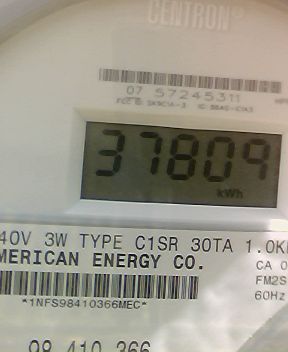 CENTRON
07 57245311
37809
kWh
40V 3W TYPE C1SR 30TA 1.0K
MERICAN ENERGY CO.
CA 0
FM2S
60Hz
*1NFS98410366MEC*
98 410 366